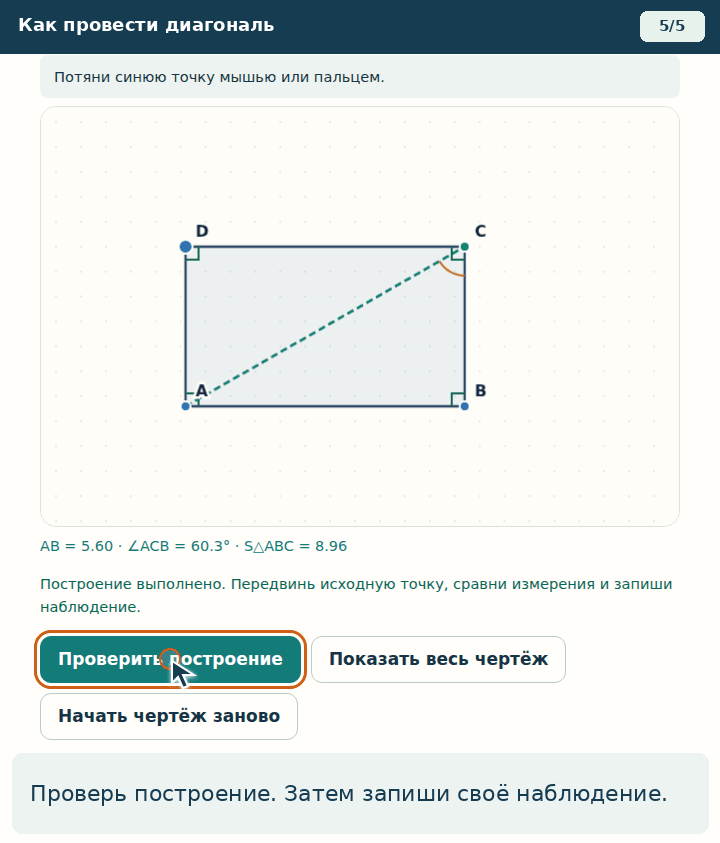 Как провести диагональ
5/5
Потяни синюю точку мышью или пальцем.
D
C
A
B
AB = 5.60 · ∠ACB = 60.3° · S△ABC = 8.96
Построение выполнено. Передвинь исходную точку, сравни измерения и запиши
наблюдение.
Проверить построение
Показать весь чертёж
Начать чертёж заново
Проверь построение. Затем запиши своё наблюдение.